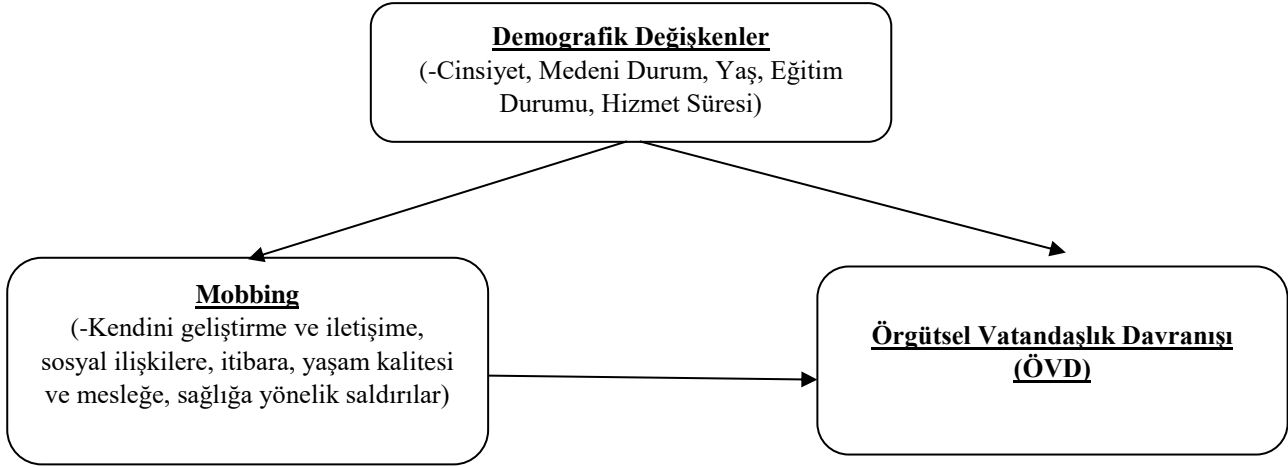 Demografik Değişkenler
(-Cinsiyet, Medeni Durum, Yaş, Eğitim
Durumu, Hizmet Süresi)
Mobbing
(-Kendini geliştirme ve iletişime,
sosyal ilişkilere, itibara, yaşam kalitesi
ve mesleğe, sağlığa yönelik saldırılar)
Örgütsel Vatandaşlık Davranışı
(ÖVD)